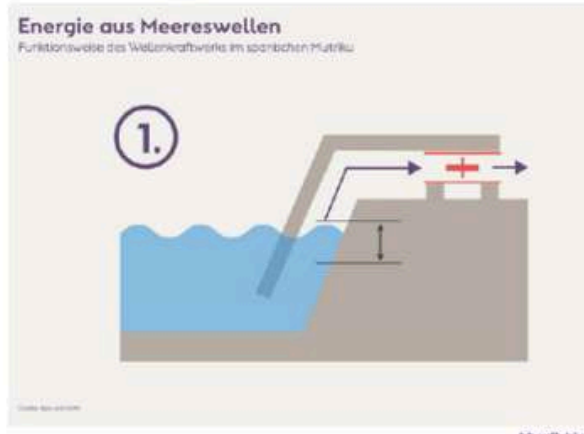 Energie aus Meereswellen
Funktionsweise des Wellenkraftwerks im spanischen Mutriku
1.